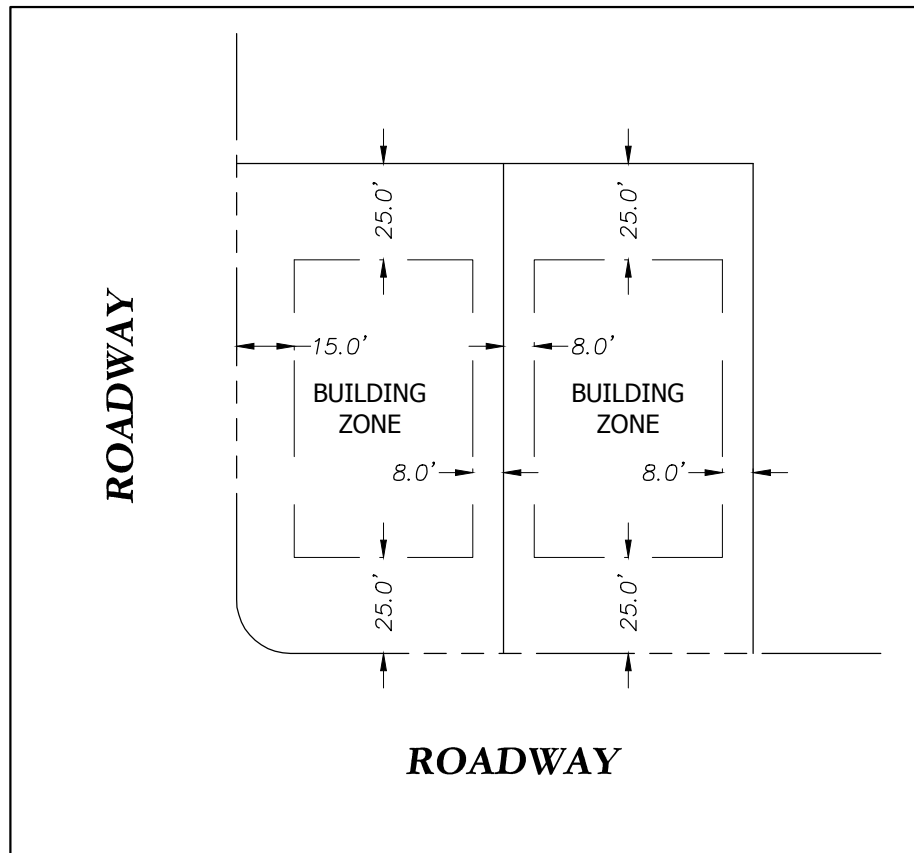 25.0'
25.0'
ROADWAY
15.0'
8.0'
BUILDING
ZONE
BUILDING
ZONE
8.0'
8.0'
25.0'
25.0'
ROADWAY